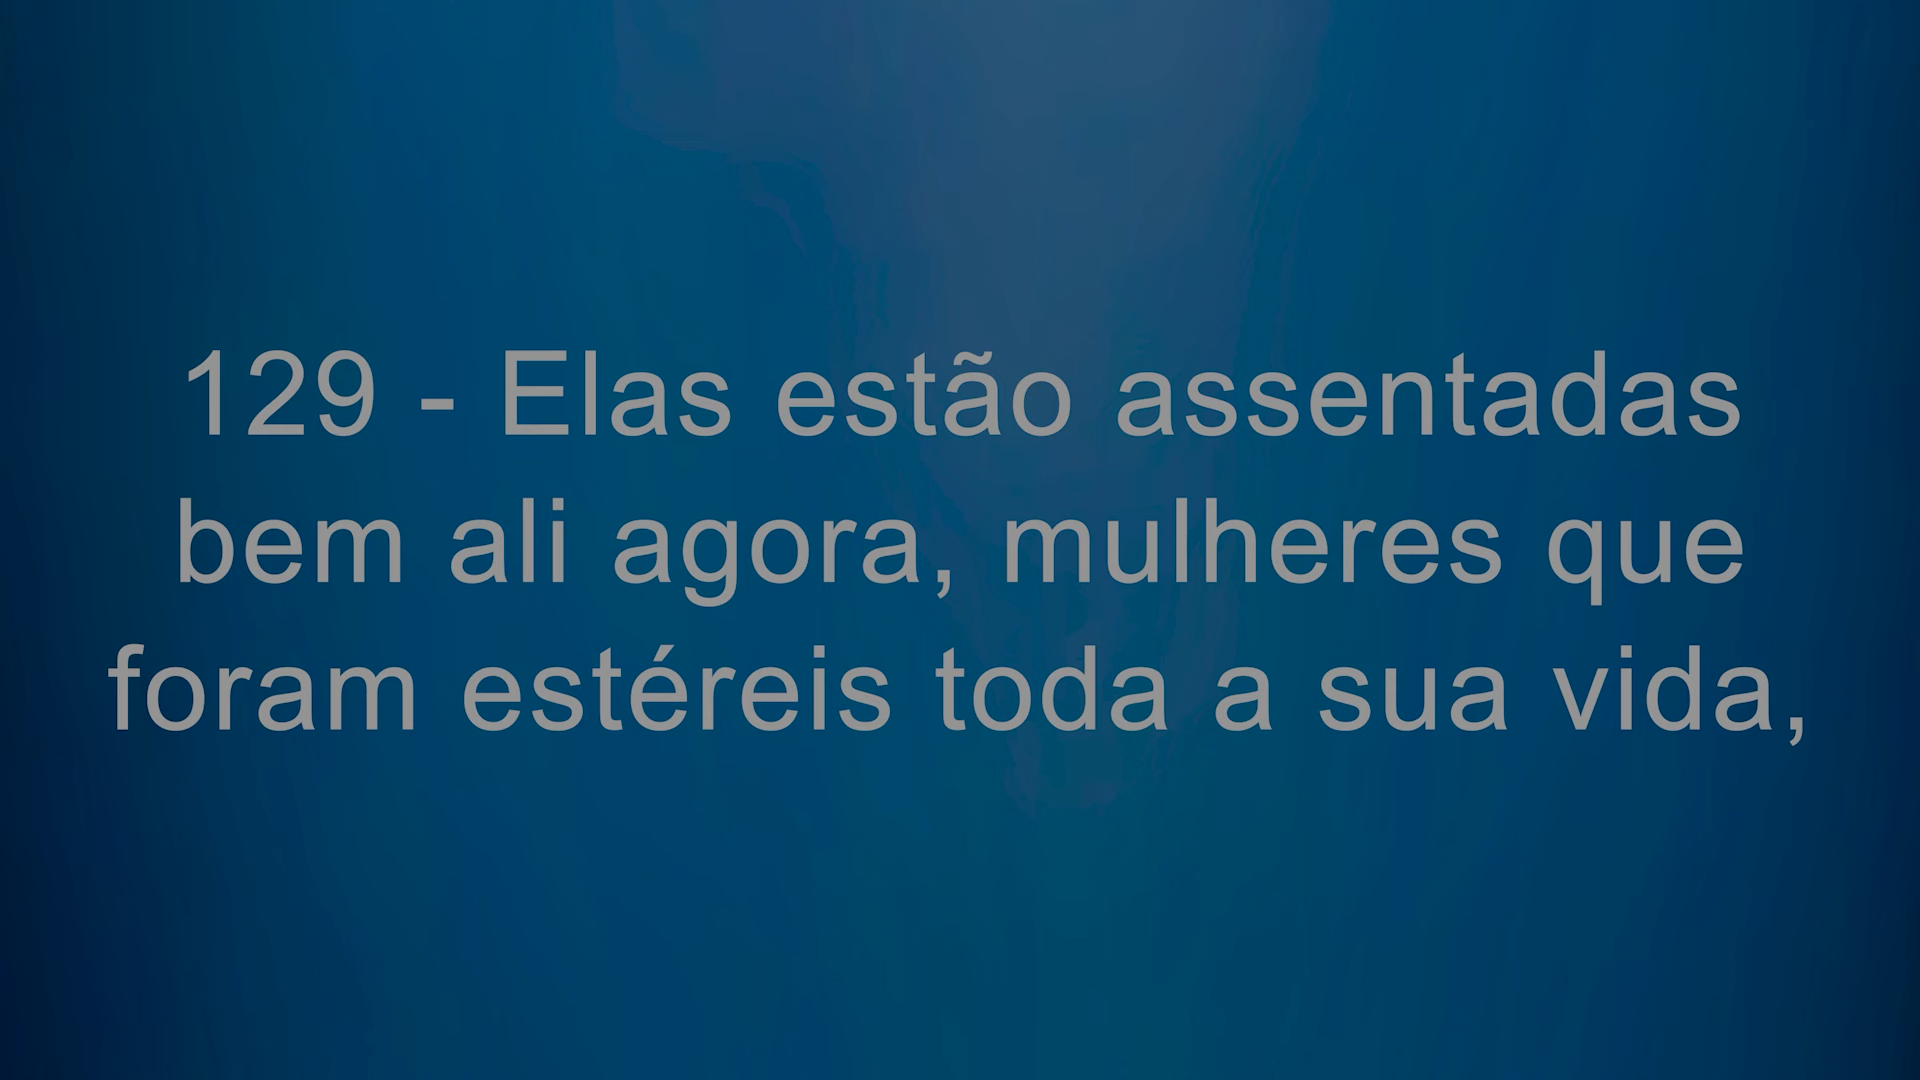 129 - Elas estão assentadas
bem ali agora, mulheres que
foram estéreis toda a sua vida,